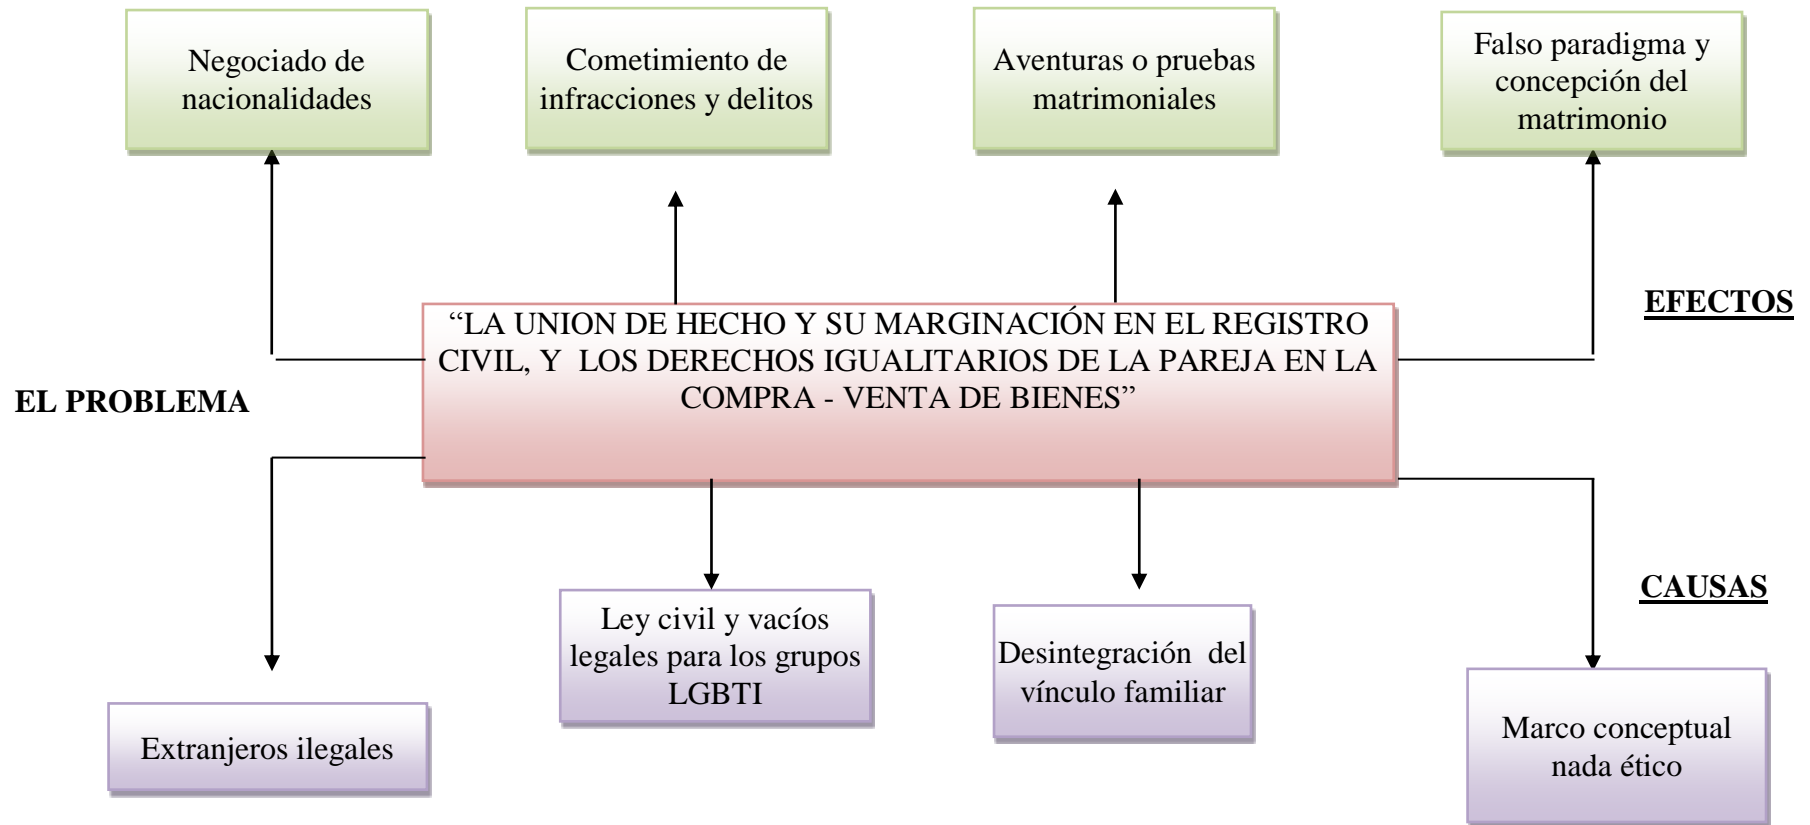 Negociado de
nacionalidades
Cometimiento de
infracciones y delitos
Aventuras o pruebas
matrimoniales
Falso paradigma y
concepción del
matrimonio
EFECTOS
“LA UNION DE HECHO Y SU MARGINACIÓN EN EL REGISTRO
CIVIL, Y LOS DERECHOS IGUALITARIOS DE LA PAREJA EN LA
COMPRA - VENTA DE BIENES”
EL PROBLEMA
CAUSAS
Extranjeros ilegales
Ley civil y vacíos
legales para los grupos
LGBTI
Desintegración del
vínculo familiar
Marco conceptual
nada ético